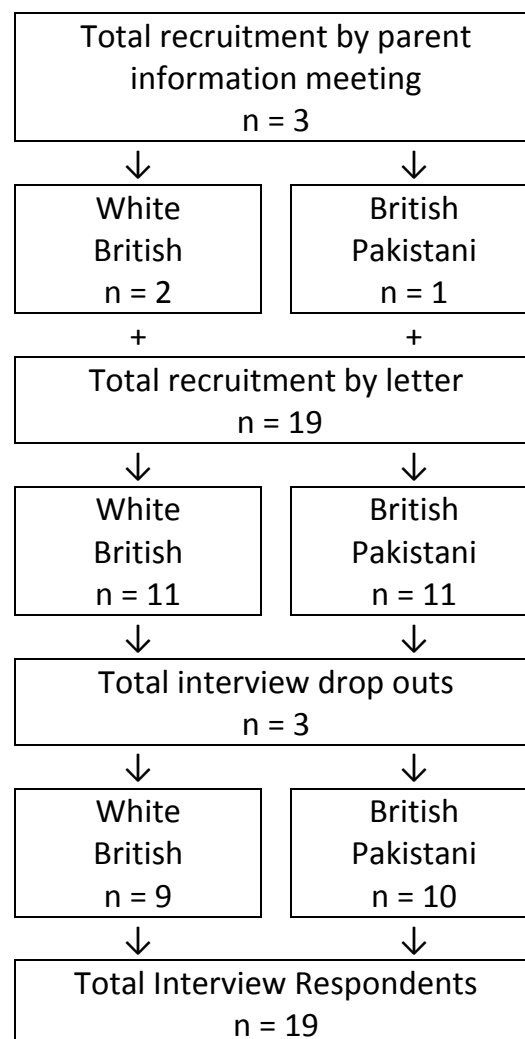 Total recruitment by parent
information meeting
n = 3
↓ ↓
White British
British Pakistani
n = 2 n = 1
+ +
Total recruitment by letter
n = 19
↓ ↓
White British
British Pakistani
n = 11 n = 11
↓ ↓
Total interview drop outs
n = 3
↓ ↓
White British
British Pakistani
n = 9 n = 10
↓ ↓
Total Interview Respondents
n = 19